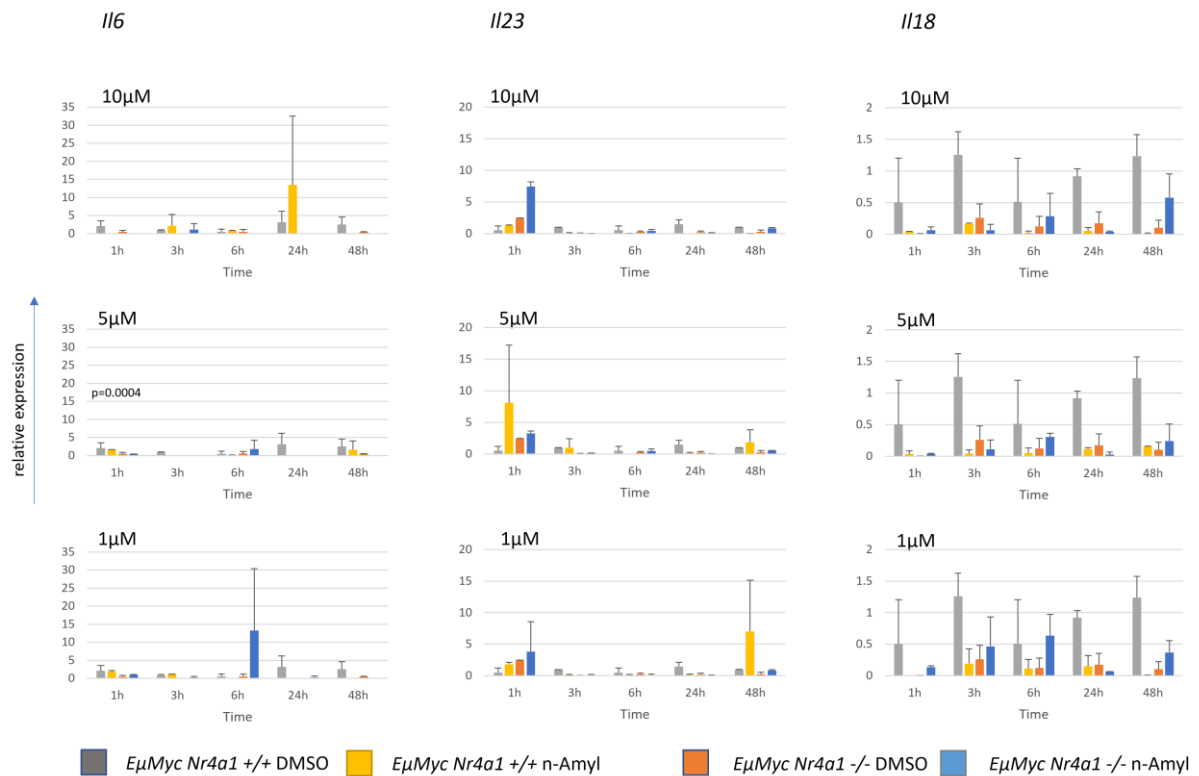 Il6 Il23 Il18
10μM 10μM 10μM
35 20 2
30
25 15 1.5
20 10 1
15
10 5 0.5
5
0 0 0
1h 3h 6h 24h 48h 1h 3h 6h 24h 48h 1h 3h 6h 24h 48h
Time Time Time
relative expression
5μM 5μM 5μM
35 20 2
30
25 15 1.5
20 10 1
p=0.0004
15
10 5 0.5
5
0 0 0
1h 3h 6h 24h 48h 1h 3h 6h 24h 48h 1h 3h 6h 24h 48h
Time Time Time
1μM 1μM 1μM
35 20 2
30
25 15 1.5
20 10 1
15
10 5 0.5
5
0 0 0
1h 3h 6h 24h 48h 1h 3h 6h 24h 48h 1h 3h 6h 24h 48h
Time Time Time
EμMyc Nr4a1 +/+ DMSO EμMyc Nr4a1 +/+ n-Amyl EμMyc Nr4a1 -/- DMSO EμMyc Nr4a1 -/- n-Amyl